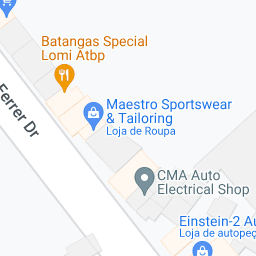 Batangas Special
Lomi Atbp
Ferrer Dr
Maestro Sportswear
& Tailoring
Loja de Roupa
CMA Auto
Electrical Shop
Einstein-2 A
Loja de autopeç